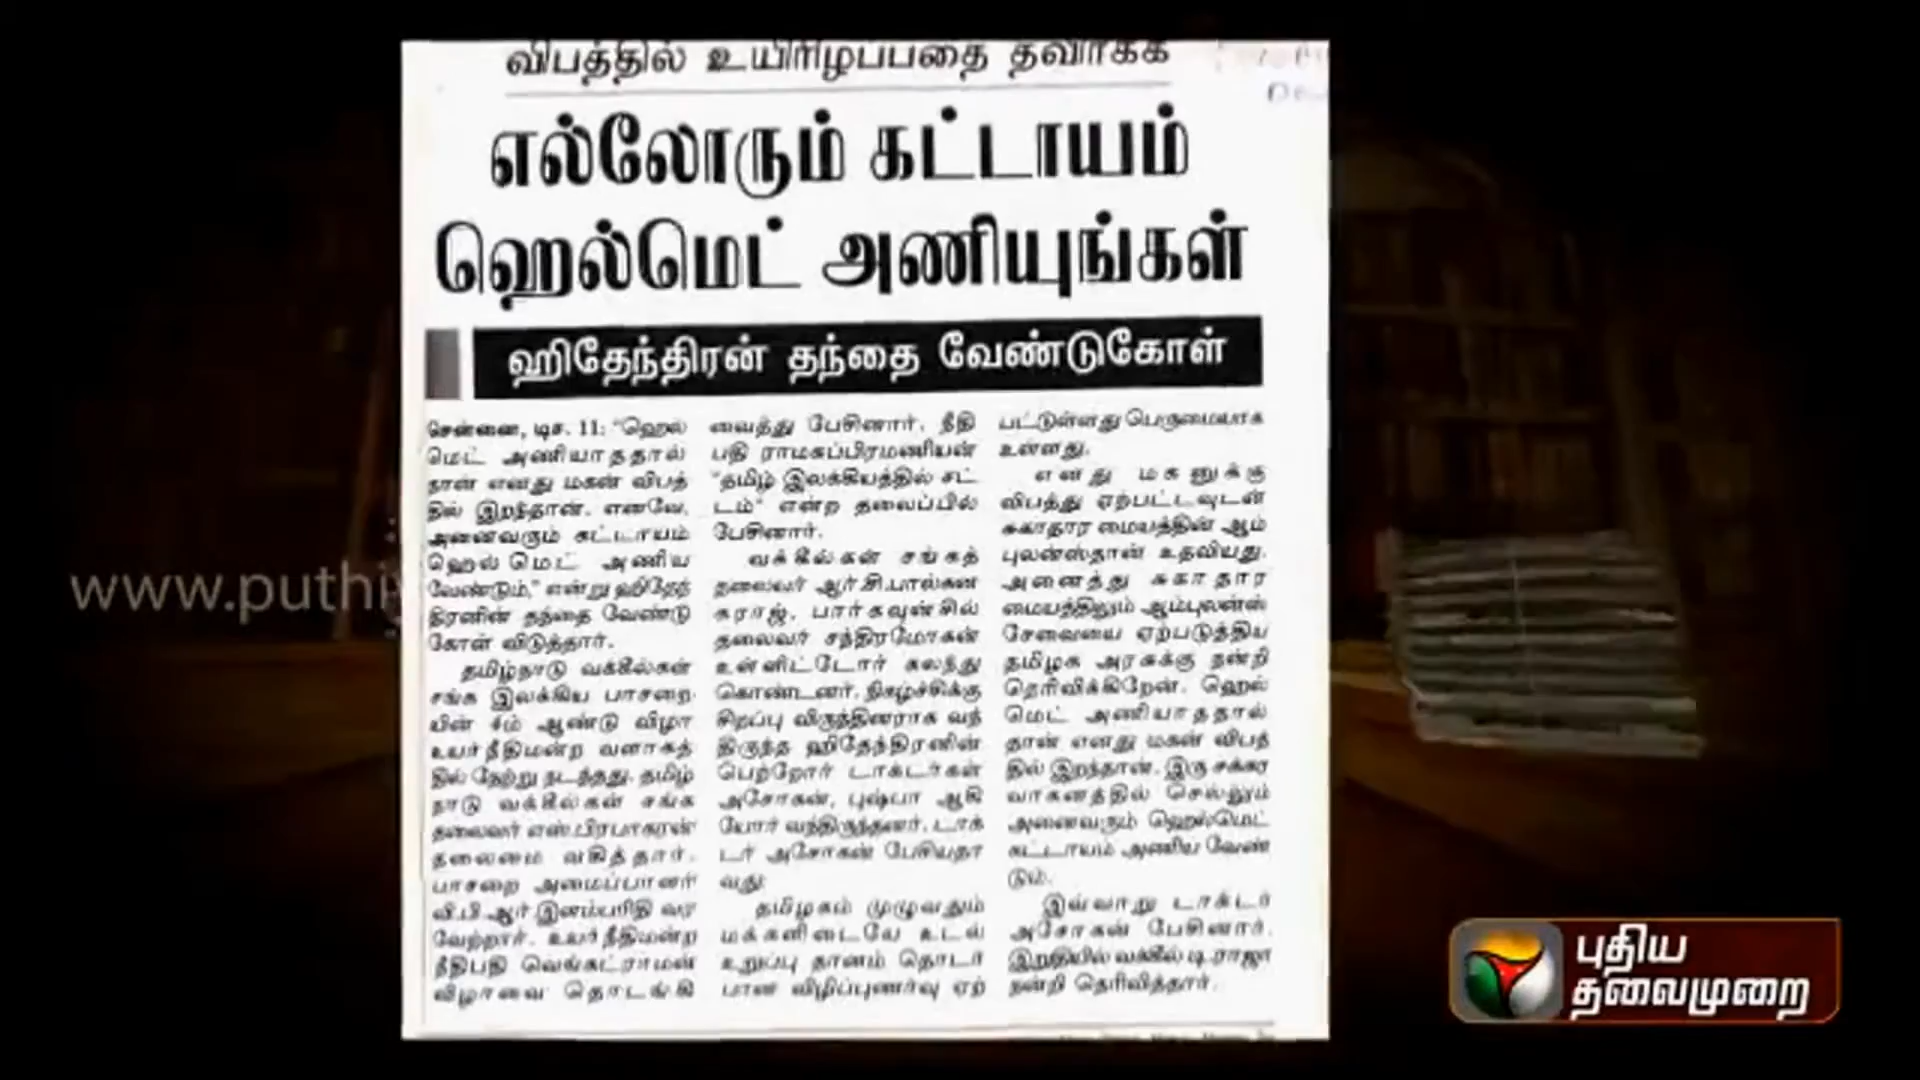 விபத்தில் உயிரிழப்பதை தவிர்க்க
எல்லோரும் கட்டாயம்
ஹெல்மெட் அணியுங்கள்
ஹிதேந்திரன் தந்தை வேண்டுகோள்
சென்னை, டிச. 11: "ஹெல்
மெட் அணியாததால்
தான் எனது மகன் விபத்
தில் இறந்தான். எனவே,
அனைவரும் கட்டாயம்
ஹெல்மெட் அணிய
வேண்டும்," என்று ஹிதேந்
திரனின் தந்தை வேண்டு
கோள் விடுத்தார்.
தமிழ்நாடு வக்கீல்கள்
சங்க இலக்கிய பாசறை
யின் 4ம் ஆண்டு விழா
உயர்நீதிமன்ற வளாகத்
தில் நேற்று நடந்தது. தமிழ்
நாடு வக்கீல்கள் சங்க
தலைவர் எஸ்.பிரபாகரன்
தலைமை வகித்தார்.
பாசறை அமைப்பாளர்
வி.பி.ஆர்.இளம்பரிதி வர
வேற்றார். உயர்நீதிமன்ற
நீதிபதி வெங்கட்ராமன்
விழாவை தொடங்கி
வைத்து பேசினார். நீதி
பதி ராமசுப்பிரமணியன்
"தமிழ் இலக்கியத்தில் சட்
டம்" என்ற தலைப்பில்
பேசினார்.
வக்கீல்கள் சங்கத்
தலைவர் ஆர்.சி.பால்கன
கராஜ், பார்கவுன்சில்
தலைவர் சந்திரமோகன்
உள்ளிட்டோர் கலந்து
கொண்டனர். நிகழ்ச்சிக்கு
சிறப்பு விருந்தினராக வந்
திருந்த ஹிதேந்திரனின்
பெற்றோர் டாக்டர்கள்
அசோகன், புஷ்பா ஆகி
யோர் வந்திருந்தனர். டாக்
டர் அசோகன் பேசியதா
வது:
தமிழகம் முழுவதும்
மக்களிடையே உடல்
உறுப்பு தானம் தொடர்
பான விழிப்புணர்வு ஏற்
பட்டுள்ளது பெருமையாக
உள்ளது.
எனது மகனுக்கு
விபத்து ஏற்பட்டவுடன்
சுகாதார மையத்தின் ஆம்
புலன்ஸ்தான் உதவியது.
அனைத்து சுகாதார
மையத்திலும் ஆம்புலன்ஸ்
சேவையை ஏற்படுத்திய
தமிழக அரசுக்கு நன்றி
தெரிவிக்கிறேன். ஹெல்
மெட் அணியாததால்
தான் எனது மகன் விபத்
தில் இறந்தான். இரு சக்கர
வாகனத்தில் செல்லும்
அனைவரும் ஹெல்மெட்
கட்டாயம் அணிய வேண்
டும்.
இவ்வாறு டாக்டர்
அசோகன் பேசினார்.
இறுதியில் வக்கீல் டி.ராஜா
நன்றி தெரிவித்தார்.
www.puthiy
புதிய
தலைமுறை